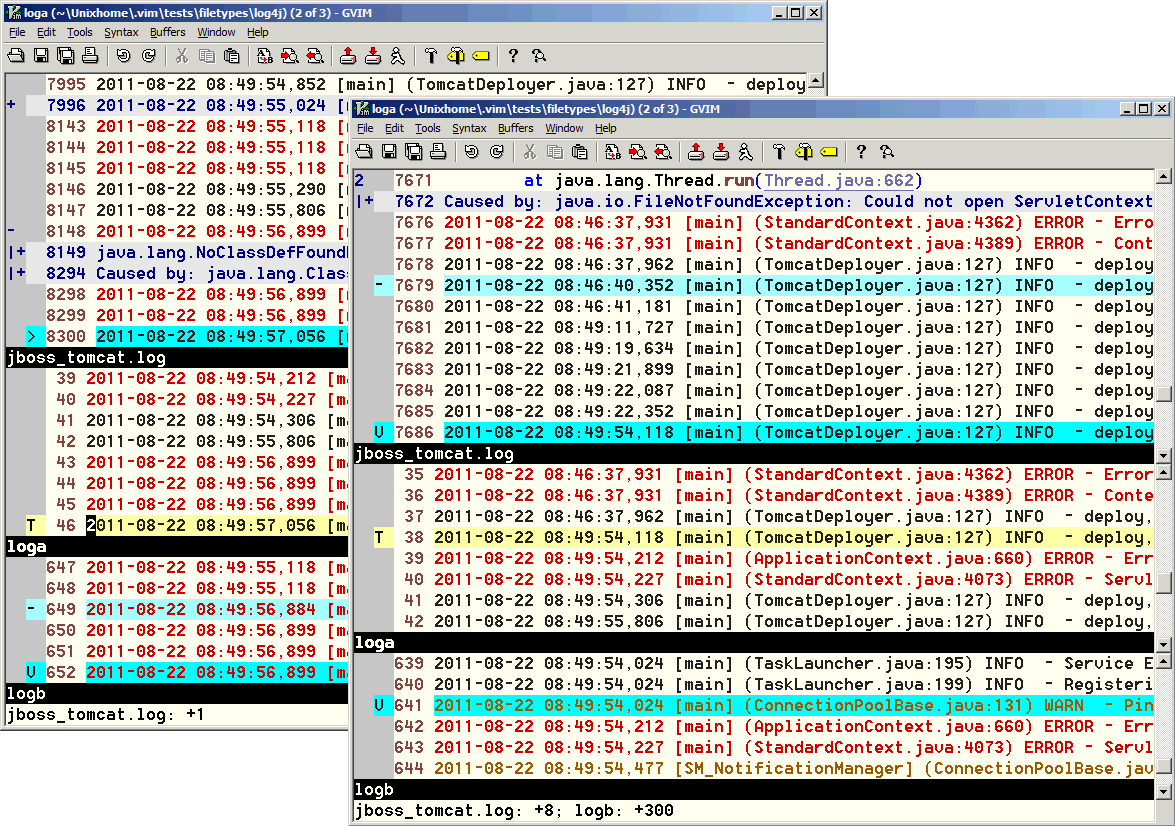 loga (~\Unixhome\.vim\tests\filetypes\log4j) (2 of 3) - GVIM
File Edit Tools Syntax Buffers Window Help
7995 2011-08-22 08:49:54,852 [main] (TomcatDeployer.java:127) INFO - deploy
+ 7996 2011-08-22 08:49:55,024 [
8143 2011-08-22 08:49:55,118 [
8144 2011-08-22 08:49:55,118 [
8145 2011-08-22 08:49:55,118 [
8146 2011-08-22 08:49:55,290 [
8147 2011-08-22 08:49:55,806 [
- 8148 2011-08-22 08:49:56,899 [
|+ 8149 java.lang.NoClassDefFound
|+ 8294 Caused by: java.lang.Clas
8298 2011-08-22 08:49:56,899 [
8299 2011-08-22 08:49:56,899 [
> 8300 2011-08-22 08:49:57,056 [
jboss_tomcat.log
39 2011-08-22 08:49:54,212 [m
40 2011-08-22 08:49:54,227 [m
41 2011-08-22 08:49:54,306 [m
42 2011-08-22 08:49:55,806 [m
43 2011-08-22 08:49:56,899 [m
44 2011-08-22 08:49:56,899 [m
45 2011-08-22 08:49:56,899 [m
T 46 2011-08-22 08:49:57,056 [m
loga
647 2011-08-22 08:49:55,118 [m
648 2011-08-22 08:49:55,118 [m
- 649 2011-08-22 08:49:56,884 [m
650 2011-08-22 08:49:56,899 [m
651 2011-08-22 08:49:56,899 [m
V 652 2011-08-22 08:49:56,899 [m
logb
jboss_tomcat.log: +1
loga (~\Unixhome\.vim\tests\filetypes\log4j) (2 of 3) - GVIM
File Edit Tools Syntax Buffers Window Help
2 7671 at java.lang.Thread.run(Thread.java:662)
|+ 7672 Caused by: java.io.FileNotFoundException: Could not open ServletContext
7676 2011-08-22 08:46:37,931 [main] (StandardContext.java:4362) ERROR - Erro
7677 2011-08-22 08:46:37,931 [main] (StandardContext.java:4389) ERROR - Cont
7678 2011-08-22 08:46:37,962 [main] (TomcatDeployer.java:127) INFO - deploy
- 7679 2011-08-22 08:46:40,352 [main] (TomcatDeployer.java:127) INFO - deploy
7680 2011-08-22 08:46:41,181 [main] (TomcatDeployer.java:127) INFO - deploy
7681 2011-08-22 08:49:11,727 [main] (TomcatDeployer.java:127) INFO - deploy
7682 2011-08-22 08:49:19,634 [main] (TomcatDeployer.java:127) INFO - deploy
7683 2011-08-22 08:49:21,899 [main] (TomcatDeployer.java:127) INFO - deploy
7684 2011-08-22 08:49:22,087 [main] (TomcatDeployer.java:127) INFO - deploy
7685 2011-08-22 08:49:22,352 [main] (TomcatDeployer.java:127) INFO - deploy
V 7686 2011-08-22 08:49:54,118 [main] (TomcatDeployer.java:127) INFO - deploy
jboss_tomcat.log
35 2011-08-22 08:46:37,931 [main] (StandardContext.java:4362) ERROR - Error
36 2011-08-22 08:46:37,931 [main] (StandardContext.java:4389) ERROR - Conte
37 2011-08-22 08:46:37,962 [main] (TomcatDeployer.java:127) INFO - deploy,
T 38 2011-08-22 08:49:54,118 [main] (TomcatDeployer.java:127) INFO - deploy,
39 2011-08-22 08:49:54,212 [main] (ApplicationContext.java:660) ERROR - Err
40 2011-08-22 08:49:54,227 [main] (StandardContext.java:4073) ERROR - Servl
41 2011-08-22 08:49:54,306 [main] (TomcatDeployer.java:127) INFO - deploy,
42 2011-08-22 08:49:55,806 [main] (TomcatDeployer.java:127) INFO - deploy,
loga
639 2011-08-22 08:49:54,024 [main] (TaskLauncher.java:195) INFO - Service E
640 2011-08-22 08:49:54,024 [main] (TaskLauncher.java:199) INFO - Registeri
V 641 2011-08-22 08:49:54,024 [main] (ConnectionPoolBase.java:131) WARN - Pin
642 2011-08-22 08:49:54,212 [main] (ApplicationContext.java:660) ERROR - Err
643 2011-08-22 08:49:54,227 [main] (StandardContext.java:4073) ERROR - Servl
644 2011-08-22 08:49:54,477 [SM_NotificationManager] (ConnectionPoolBase.jav
logb
jboss_tomcat.log: +8; logb: +300